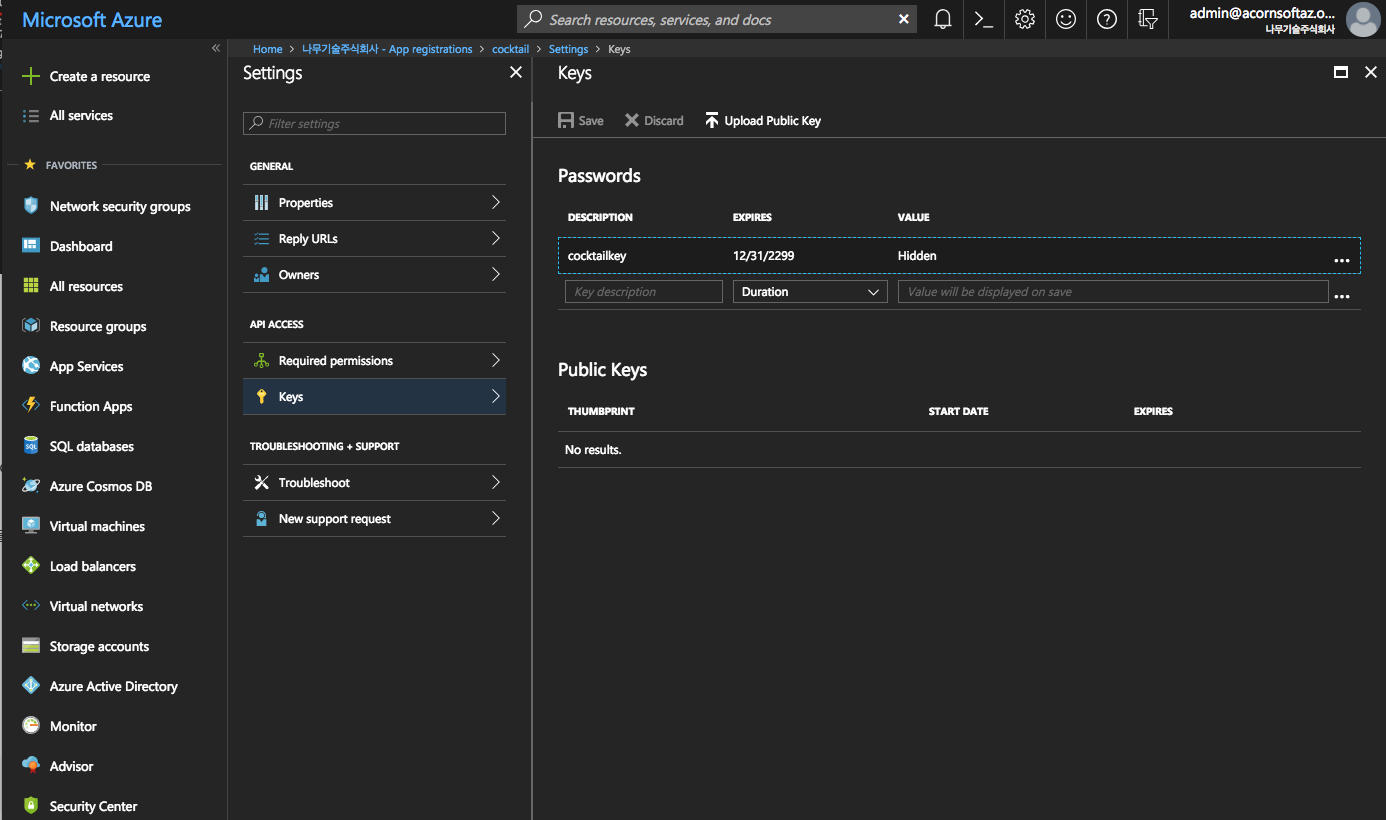 Microsoft Azure
Search resources, services, and docs
admin@acornsoftaz.o...
나무기술주식회사
Home > 나무기술주식회사 - App registrations > cocktail > Settings > Keys
Create a resource
All services
FAVORITES
Network security groups
Dashboard
All resources
Resource groups
App Services
Function Apps
SQL databases
Azure Cosmos DB
Virtual machines
Load balancers
Virtual networks
Storage accounts
Azure Active Directory
Monitor
Advisor
Security Center
Settings
Filter settings
GENERAL
Properties
Reply URLs
Owners
API ACCESS
Required permissions
Keys
TROUBLESHOOTING + SUPPORT
Troubleshoot
New support request
Keys
Save Discard Upload Public Key
Passwords
DESCRIPTION EXPIRES VALUE
cocktailkey 12/31/2299 Hidden ...
Key description Duration Value will be displayed on save ...
Public Keys
THUMBPRINT START DATE EXPIRES
No results.